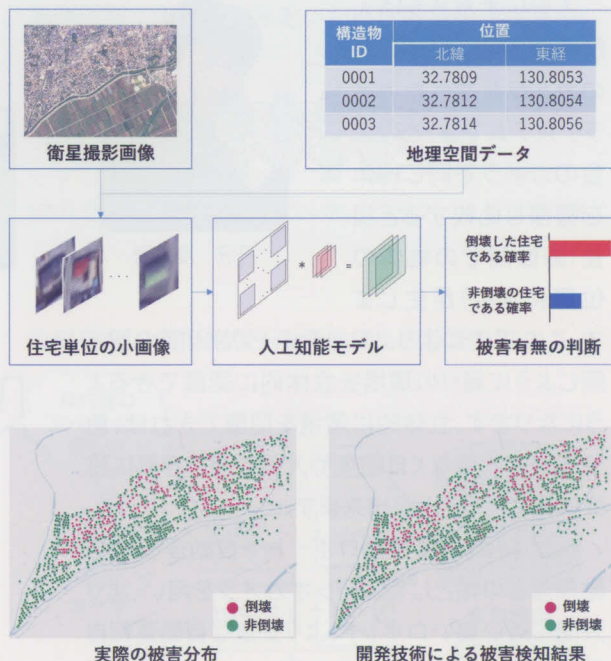 構造物 ID
位置
北緯
東経
0001 32.7809 130.8053
0002 32.7812 130.8054
0003 32.7814 130.8056
衛星撮影画像
地理空間データ
···
* =
倒壊した住宅
である確率
非倒壊の住宅
である確率
住宅単位の小画像
人工知能モデル
被害有無の判断
倒壊
非倒壊
倒壊
非倒壊
実際の被害分布
開発技術による被害検知結果